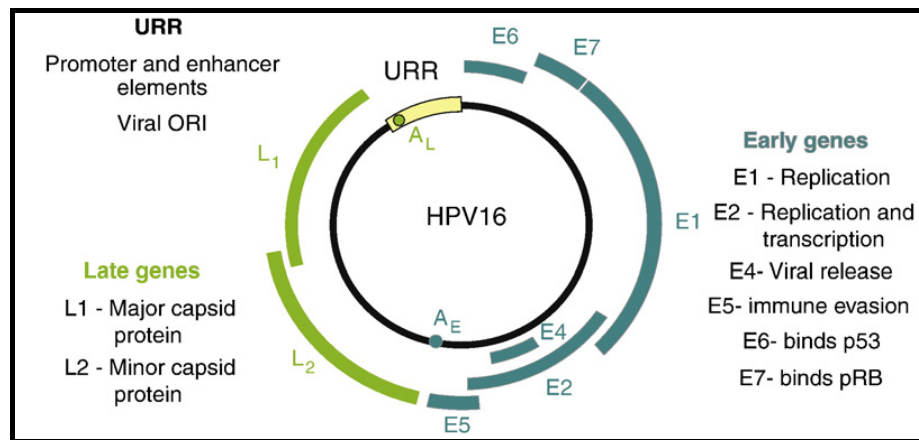 URR
Promoter and enhancer
elements
Viral ORI
Late genes
L1 - Major capsid
protein
L2 - Minor capsid
protein
URR
E6
E7
A L
L1
HPV16
E1
A E
E4
L2
E2
E5
Early genes
E1 - Replication
E2 - Replication and
transcription
E4- Viral release
E5- immune evasion
E6- binds p53
E7- binds pRB